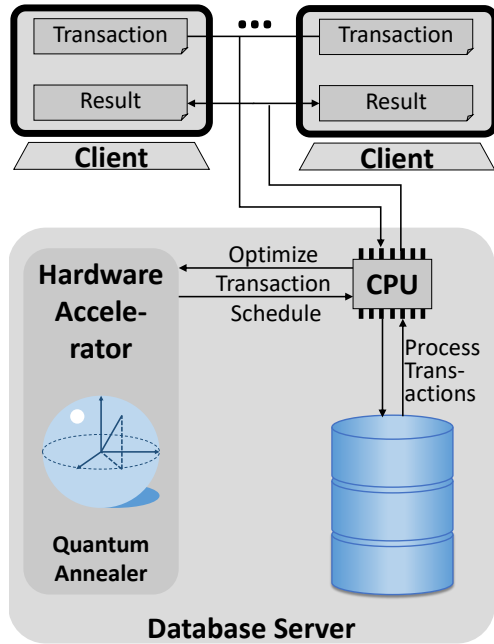 Transaction
Result
Client
Transaction
Result
Client
Hardware
Accele-
rator
Optimize
Transaction
Schedule
CPU
Process
Trans-
actions
Quantum
Annealer
Database Server